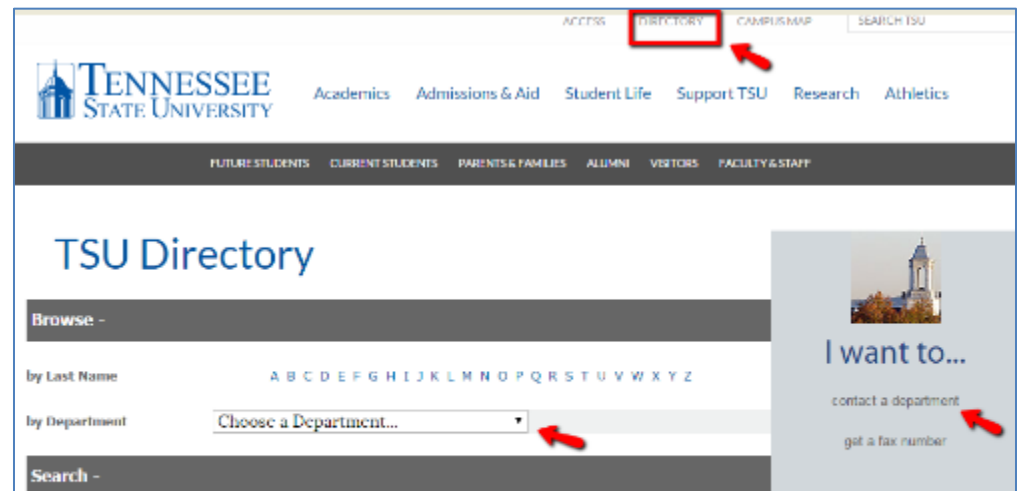 ACCESS DIRECTORY CAMPUS MAP SEARCH TSU
TENNESSEE
STATE UNIVERSITY
Academics Admissions & Aid Student Life Support TSU Research Athletics
FUTURE STUDENTS CURRENT STUDENTS PARENTS & FAMILIES ALUMNI VISITORS FACULTY & STAFF
TSU Directory
Browse -
by Last Name A B C D E F G H I J K L M N O P Q R S T U V W X Y Z
by Department Choose a Department...
Search -
I want to...
contact a department
get a fax number